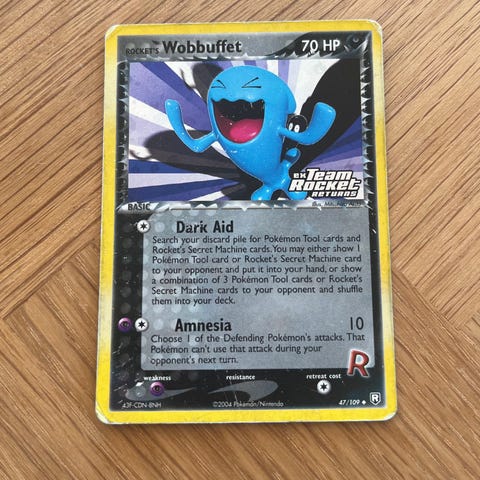 ROCKET'S Wobbuffet 70 HP
ex Team
Rocket
RETURNS
BASIC
Dark Aid
Search your discard pile for Pokémon Tool cards and
Rocket's Secret Machine cards. You may either show 1
Pokémon Tool card or Rocket's Secret Machine card
to your opponent and put it into your hand, or show
a combination of 3 Pokémon Tool cards or Rocket's
Secret Machine cards to your opponent and shuffle
them into your deck.
Amnesia 10
Choose 1 of the Defending Pokémon's attacks. That
Pokémon can't use that attack during your
opponent's next turn.
R
weakness resistance retreat cost
43F-CDN-8NH ©2004 Pokémon/Nintendo 47/109 R